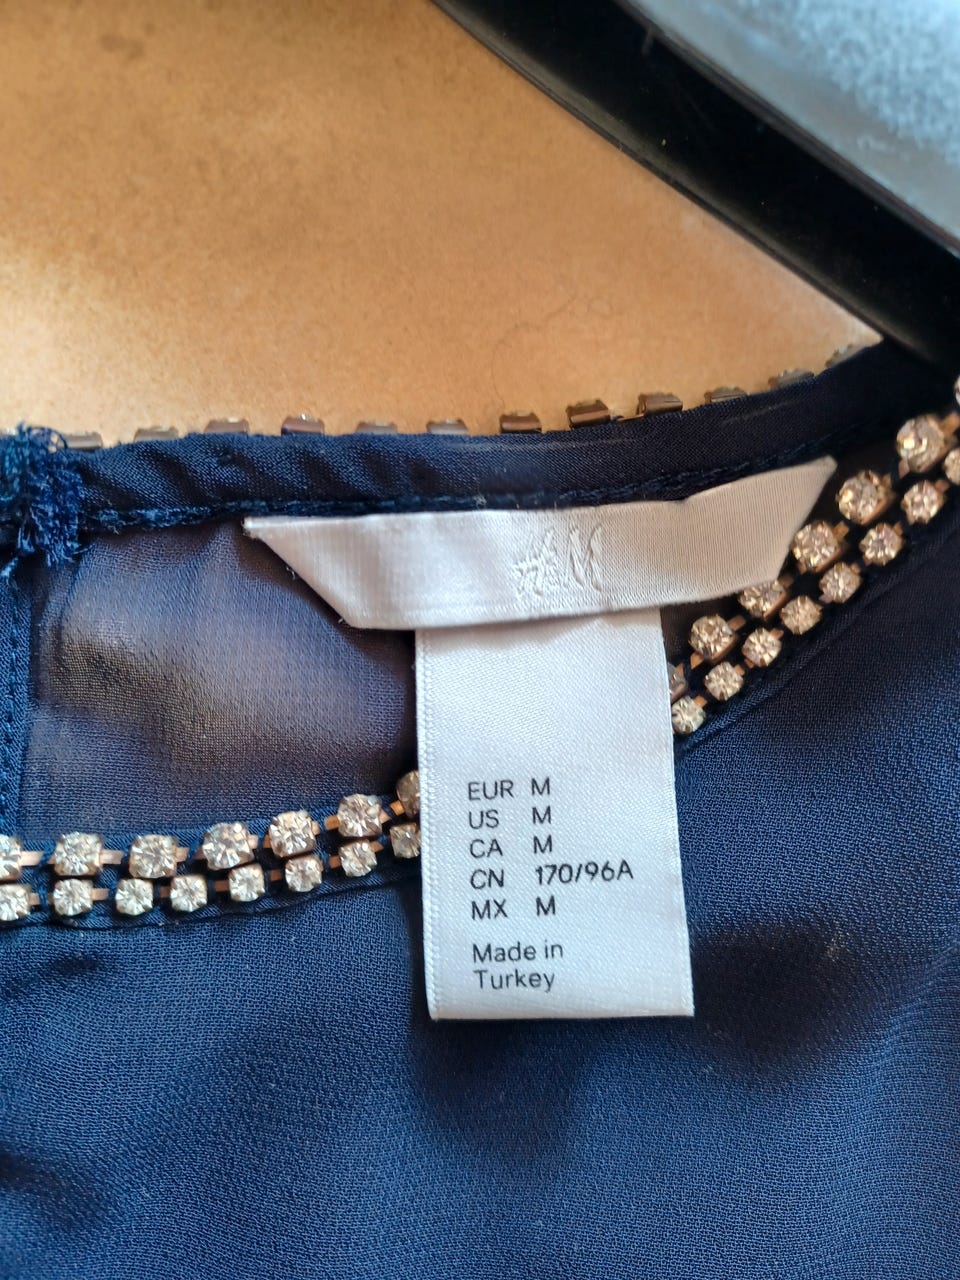 H&M
EUR M
US M
CA M
CN 170/96A
MX M
Made in
Turkey